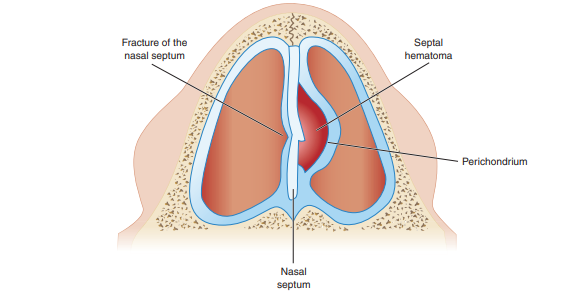 Fracture of the
nasal septum
Septal
hematoma
Perichondrium
Nasal
septum